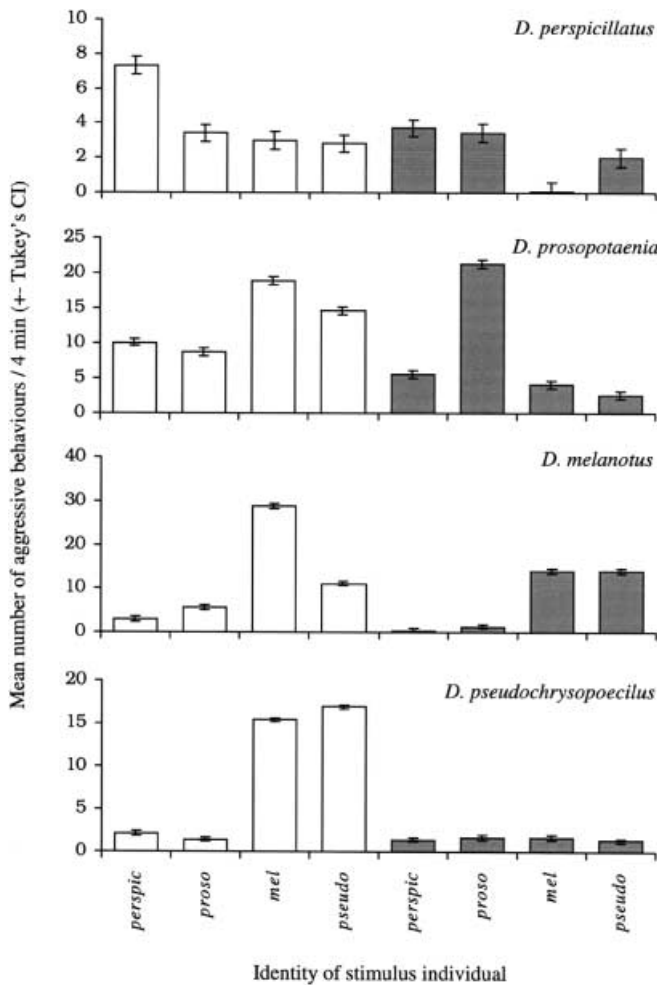 Mean number of aggressive behaviours / 4 min (+- Tukey's CI)
D. perspicillatus
10
8
6
4
2
0
D. prosopotaenia
25
20
15
10
5
0
D. melanotus
40
30
20
10
0
D. pseudochrysopoecilus
20
15
10
5
0
perspic
proso
mel
pseudo
perspic
proso
mel
pseudo
Identity of stimulus individual